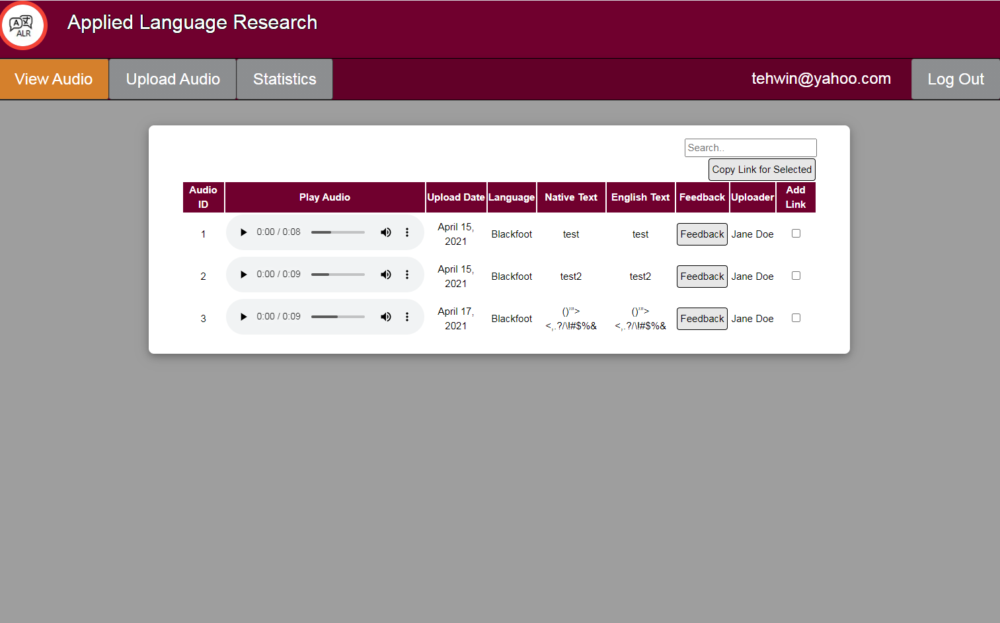 A文
ALR
Applied Language Research
View Audio
Upload Audio
Statistics
tehwin@yahoo.com
Log Out
Search..
Copy Link for Selected
Audio
ID
Play Audio
Upload Date
Language
Native Text
English Text
Feedback
Uploader
Add
Link
1
0:00 / 0:08
April 15,
2021
Blackfoot
test
test
Feedback
Jane Doe
2
0:00 / 0:09
April 15,
2021
Blackfoot
test2
test2
Feedback
Jane Doe
3
0:00 / 0:09
April 17,
2021
Blackfoot
()'">
<,.?/\!#$%&
()'">
<,.?/\!#$%&
Feedback
Jane Doe